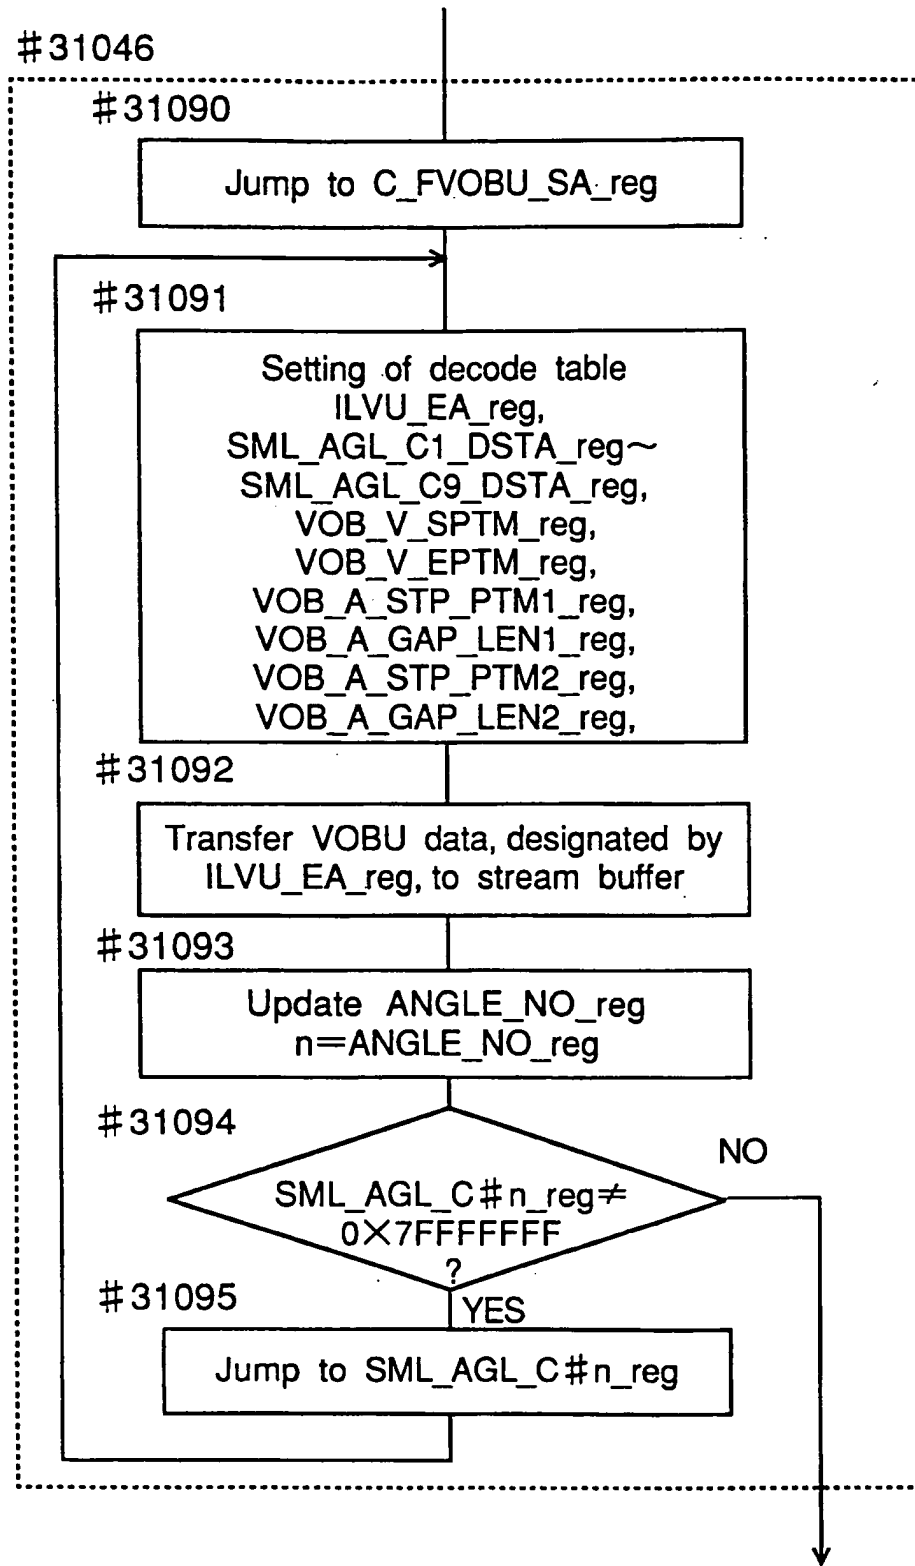 #31046
#31090
Jump to C_FVOBU_SA_reg
#31091
Setting of decode table
ILVU_EA_reg,
SML_AGL_C1_DSTA_reg~
SML_AGL_C9_DSTA_reg,
VOB_V_SPTM_reg,
VOB_V_EPTM_reg,
VOB_A_STP_PTM1_reg,
VOB_A_GAP_LEN1_reg,
VOB_A_STP_PTM2_reg,
VOB_A_GAP_LEN2_reg,
#31092
Transfer VOBU data, designated by
ILVU_EA_reg, to stream buffer
#31093
Update ANGLE_NO_reg
n=ANGLE_NO_reg
#31094
NO
SML_AGL_C#n_reg≠
0X7FFFFFFF
?
#31095
YES
Jump to SML_AGL_C#n_reg